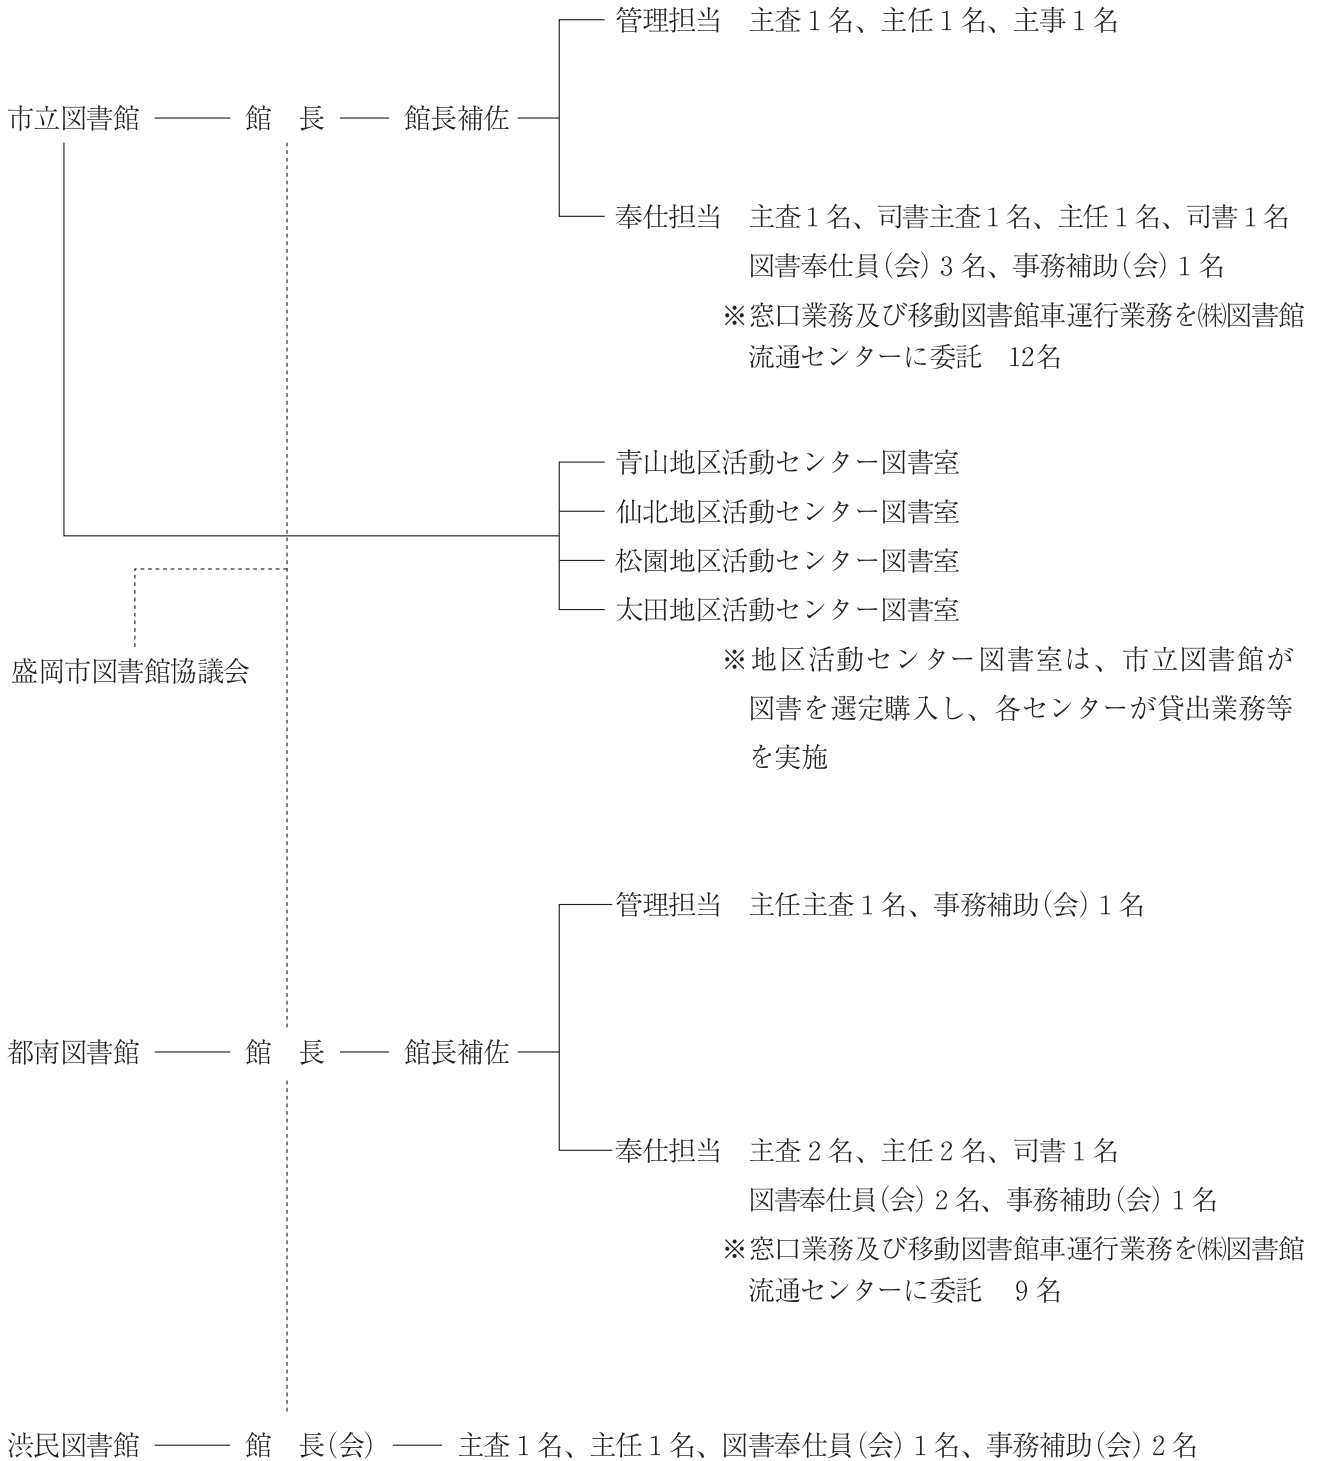 管理担当　主査1名、主任1名、主事1名
市立図書館　館　長　館長補佐
奉仕担当　主査1名、司書主査1名、主任1名、司書1名
図書奉仕員(会)3名、事務補助(会)1名
※窓口業務及び移動図書館車運行業務を㈱図書館
流通センターに委託　12名
青山地区活動センター図書室
仙北地区活動センター図書室
松園地区活動センター図書室
太田地区活動センター図書室
※地区活動センター図書室は、市立図書館が
図書を選定購入し、各センターが貸出業務等
を実施
盛岡市図書館協議会
管理担当　主任主査1名、事務補助(会)1名
都南図書館　館　長　館長補佐
奉仕担当　主査2名、主任2名、司書1名
図書奉仕員(会)2名、事務補助(会)1名
※窓口業務及び移動図書館車運行業務を㈱図書館
流通センターに委託　9名
渋民図書館　館　長(会)　主査1名、主任1名、図書奉仕員(会)1名、事務補助(会)2名